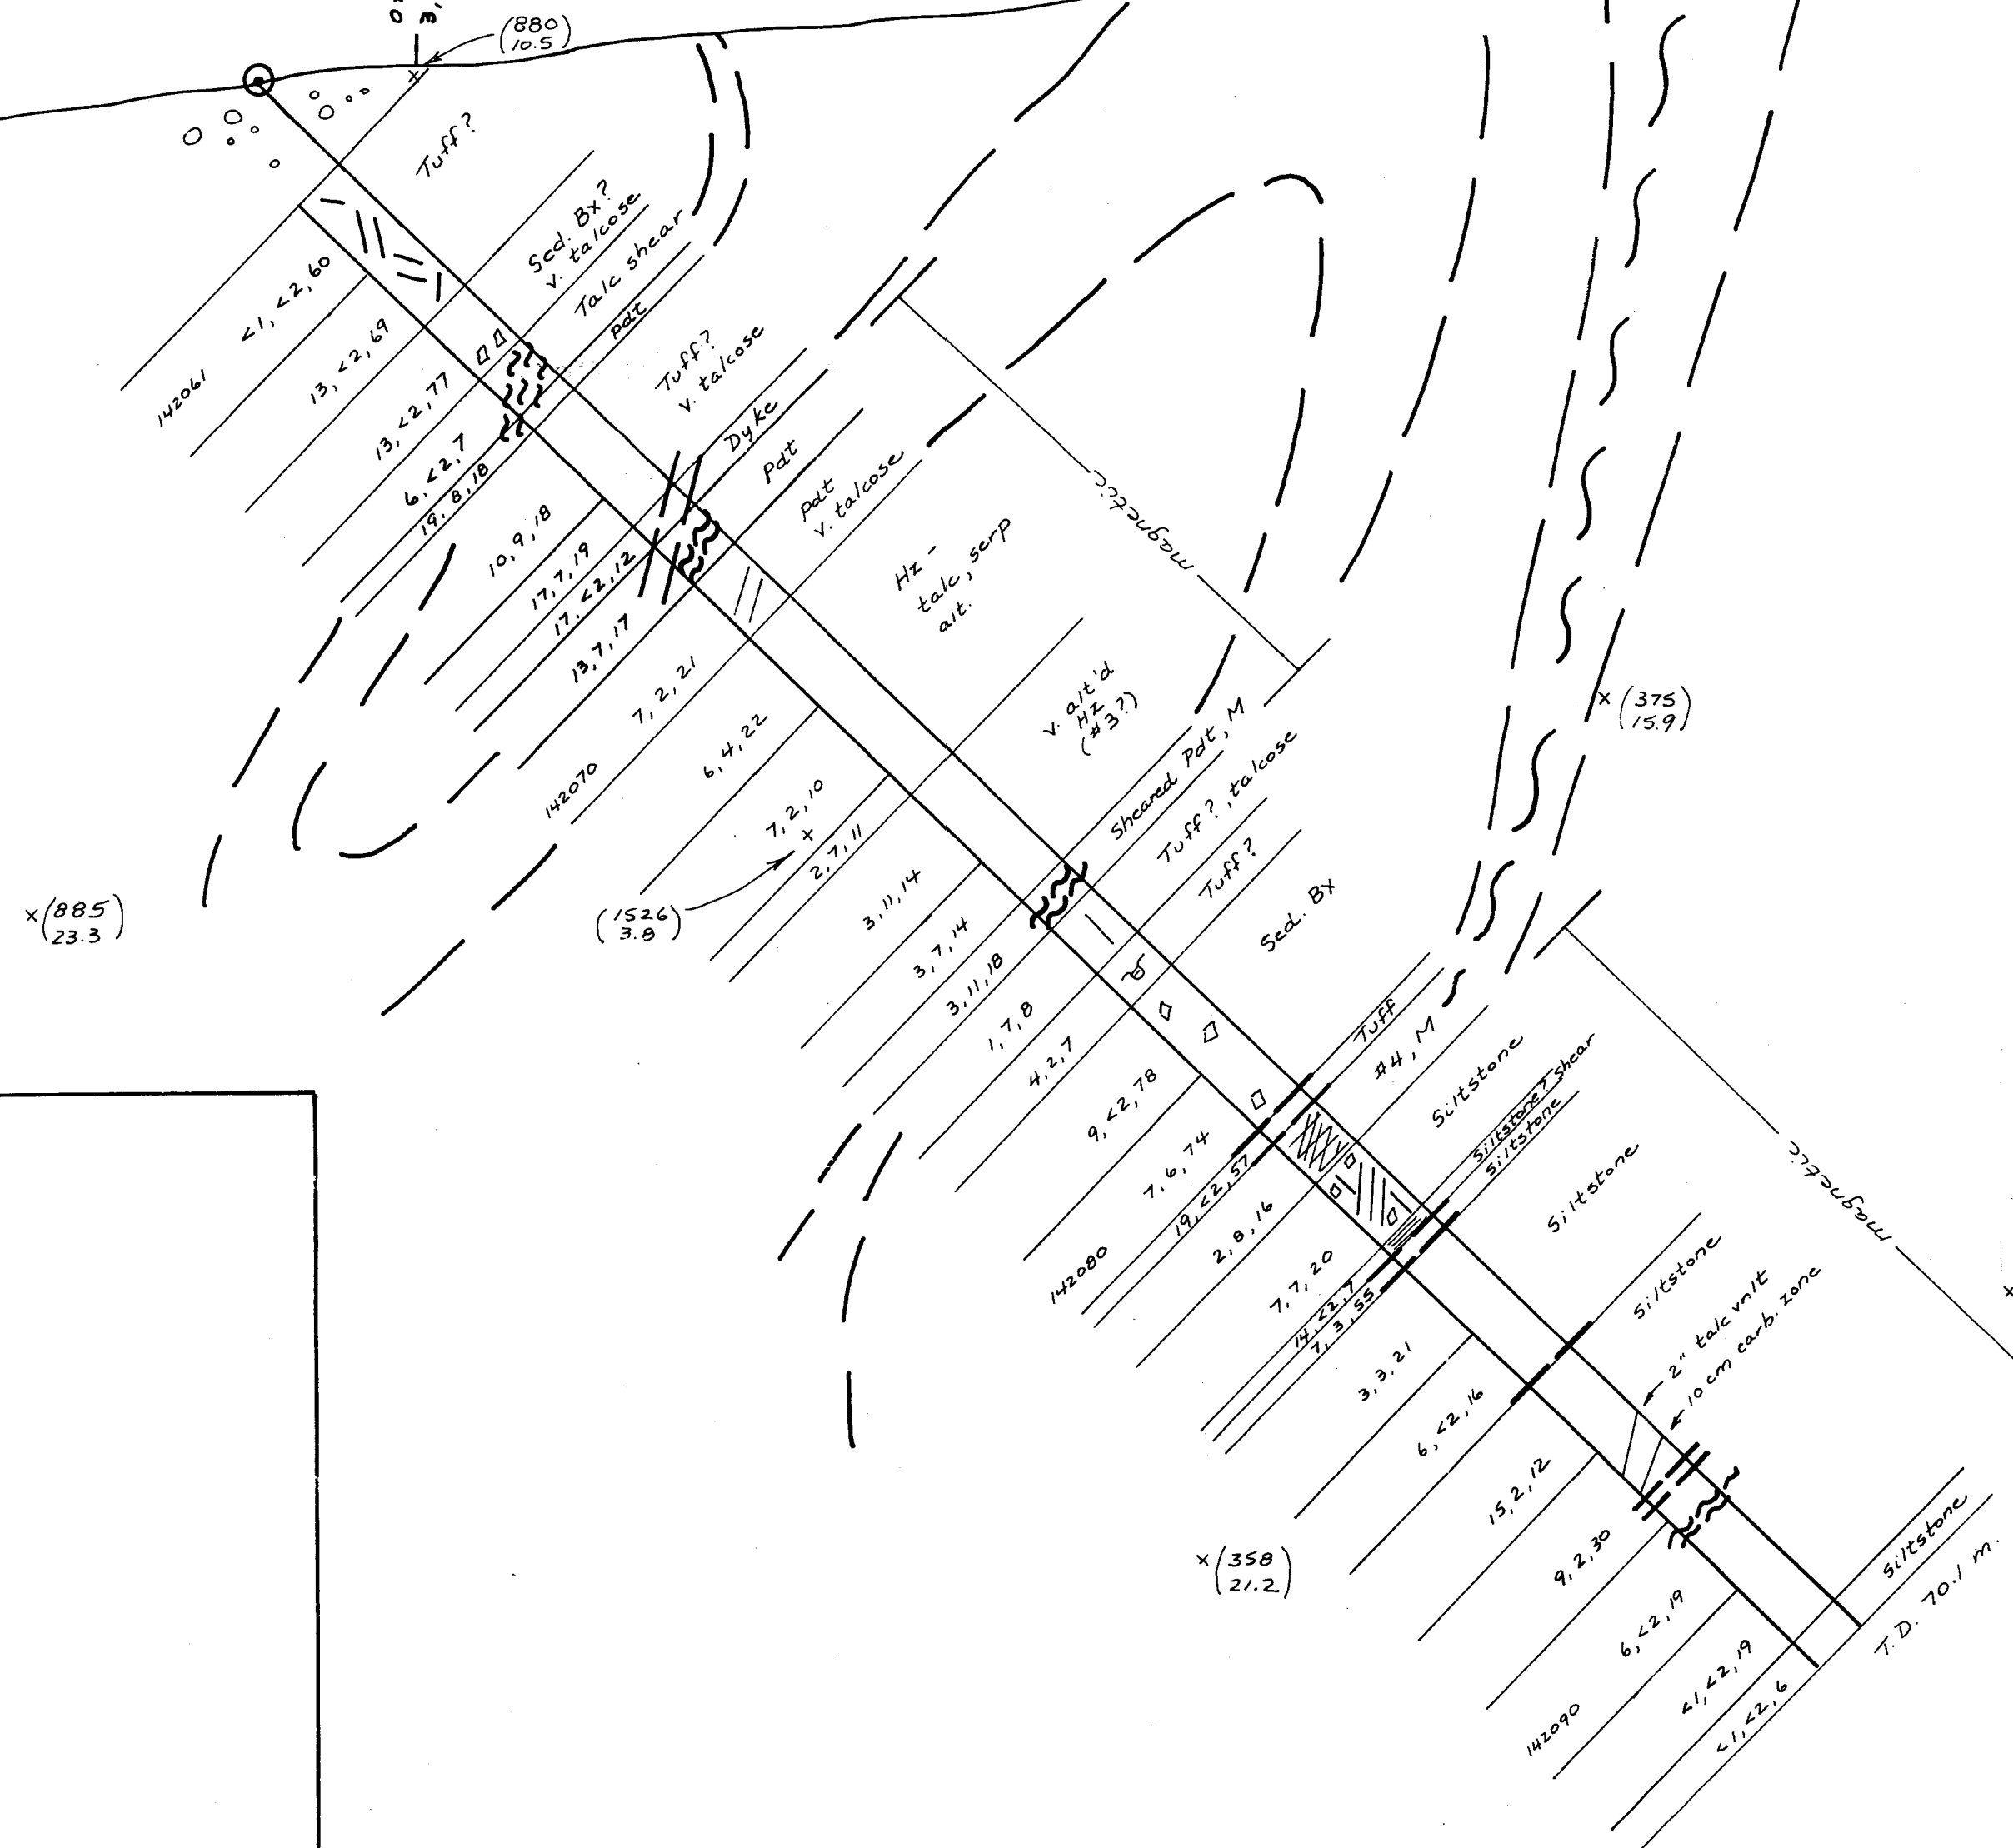 (880
10.5)
Tuff?
Sed. Bx?
v. talcose
Talc shear
Pdt
Tuff?
v. talcose
Dyke
Pdt
Pdt
v. talcose
Hz -
talc, serp
alt.
magnetic
v. alt'd
Hz
(#3?)
Sheared Pdt, M
Tuff?, talcose
Tuff?
Sed. Bx
Tuff
#4, M
Siltstone
Siltstone? shear
Siltstone
Siltstone
magnetic
Siltstone
2" talc vnlt
10 cm carb. zone
Siltstone
T.D. 70.1 m.
142061
<1, <2, 60
13, <2, 69
13, <2, 77
6, <2, 7
19, 8, 18
10, 9, 18
17, 7, 19
17, <2, 12
13, 7, 17
7, 2, 21
142070
6, 4, 22
7, 2, 10
2, 7, 11
3, 11, 14
3, 7, 14
3, 11, 18
1, 7, 8
4, 2, 7
9, <2, 78
7, 6, 74
142080
19, <2, 57
2, 8, 16
7, 7, 20
14, <2, 7
7, 3, 55
3, 3, 21
6, <2, 16
15, 2, 12
9, 2, 30
6, <2, 19
142090
<1, <2, 19
<1, <2, 6
x (375
15.9)
x (885
23.3)
(1526
3.8)
x (358
21.2)